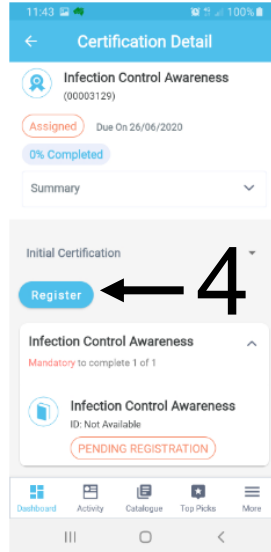 11:43 100%
Certification Detail
Infection Control Awareness
(00003129)
Assigned Due On 26/06/2020
0% Completed
Summary
Initial Certification
Register
4
Infection Control Awareness
Mandatory to complete 1 of 1
Infection Control Awareness
ID: Not Available
PENDING REGISTRATION
Dashboard Activity Catalogue Top Picks More